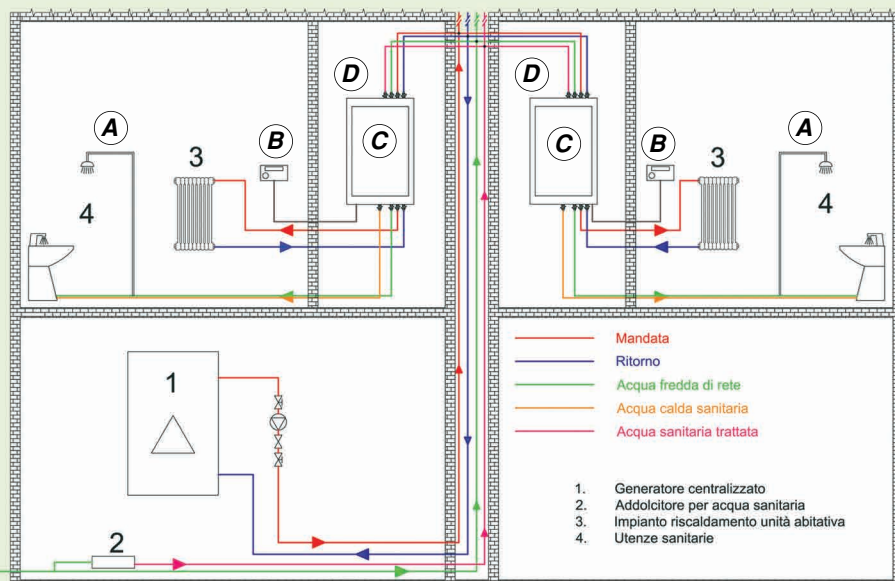 D
D
A
B
C
C
B
A
3
3
4
4
1
2
Mandata
Ritorno
Acqua fredda di rete
Acqua calda sanitaria
Acqua sanitaria trattata
1. Generatore centralizzato
2. Addolcitore per acqua sanitaria
3. Impianto riscaldamento unità abitativa
4. Utenze sanitarie